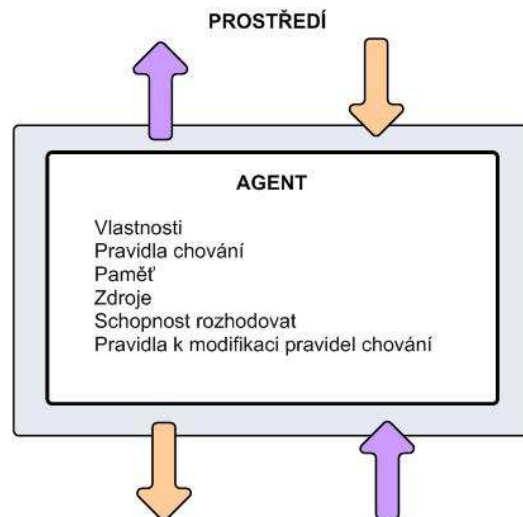 PROSTŘEDÍ
AGENT
Vlastnosti
Pravidla chování
Paměť
Zdroje
Schopnost rozhodovat
Pravidla k modifikaci pravidel chování